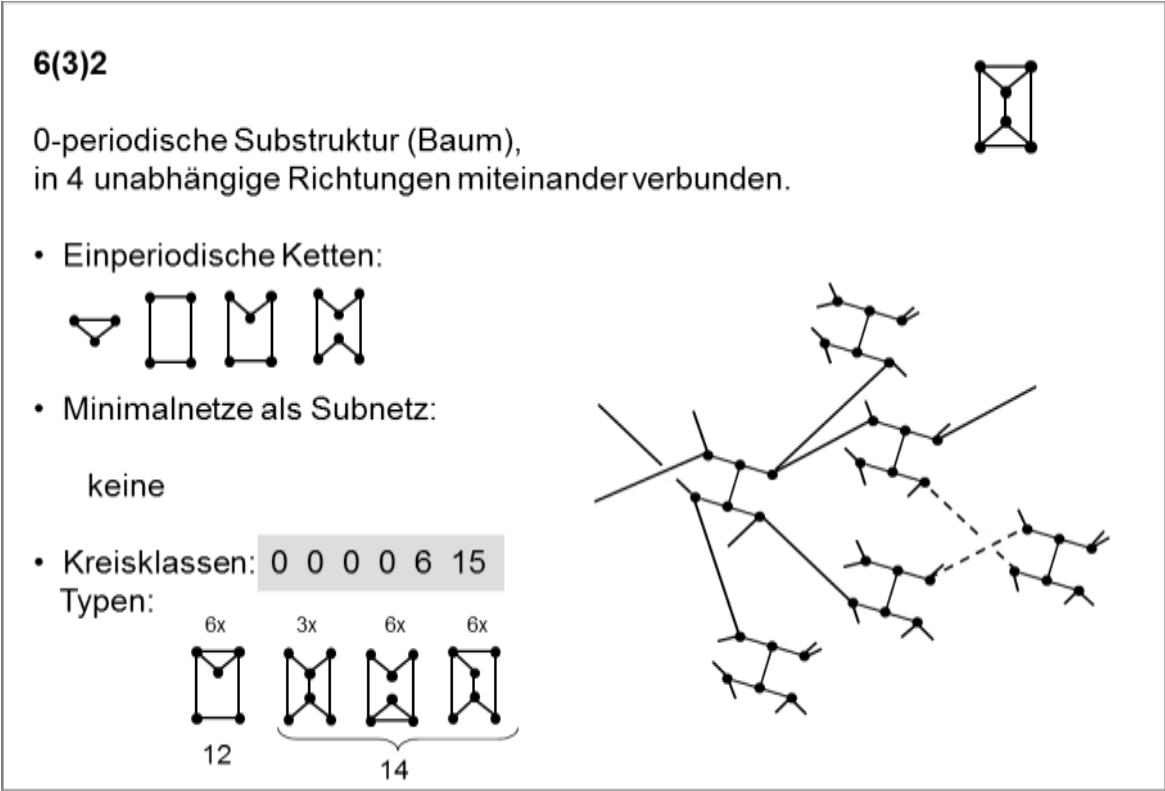 6(3)2
0-periodische Substruktur (Baum),
in 4 unabhängige Richtungen miteinander verbunden.
• Einperiodische Ketten:
• Minimalnetze als Subnetz:
keine
• Kreisklassen: 0 0 0 0 6 15
Typen:
6x 3x 6x 6x
12
14